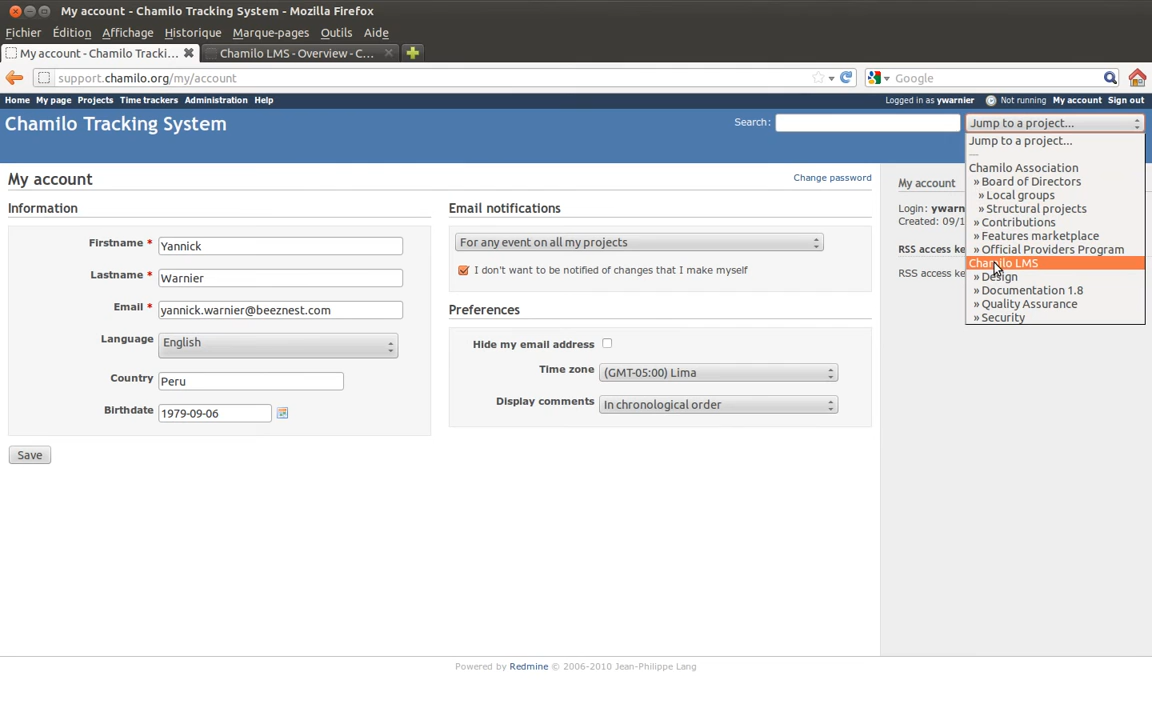 My account - Chamilo Tracking System - Mozilla Firefox
Fichier Édition Affichage Historique Marque-pages Outils Aide
My account - Chamilo Tracki... Chamilo LMS - Overview - C...
support.chamilo.org/my/account Google
Home My page Projects Time trackers Administration Help Logged in as ywarnier Not running My account Sign out
Chamilo Tracking System Search: Jump to a project...
Jump to a project...
—
Chamilo Association
» Board of Directors
» Local groups
» Structural projects
» Contributions
» Features marketplace
» Official Providers Program
Chamilo LMS
» Design
» Documentation 1.8
» Quality Assurance
» Security
My account Change password
Information
Firstname * Yannick
Lastname * Warnier
Email * yannick.warnier@beeznest.com
Language English
Country Peru
Birthdate 1979-09-06
Save
Email notifications
For any event on all my projects
I don't want to be notified of changes that I make myself
Preferences
Hide my email address
Time zone (GMT-05:00) Lima
Display comments In chronological order
My account
Login: ywarn
Created: 09/1
RSS access ke
RSS access ke
Powered by Redmine © 2006-2010 Jean-Philippe Lang